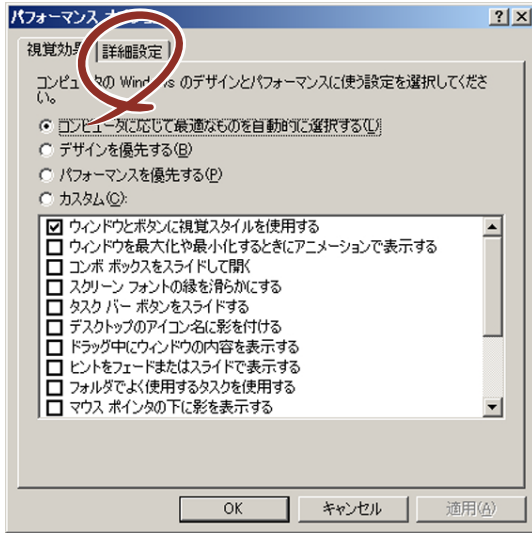 パフォーマンス
視覚効果
詳細設定
コンピュータの Windows のデザインとパフォーマンスに使う設定を選択してくださ
い。
コンピュータに応じて最適なものを自動的に選択する(L)
デザインを優先する(B)
パフォーマンスを優先する(P)
カスタム(C):
ウィンドウとボタンに視覚スタイルを使用する
ウィンドウを最大化や最小化するときにアニメーションで表示する
コンボ ボックスをスライドして開く
スクリーン フォントの縁を滑らかにする
タスク バー ボタンをスライドする
デスクトップのアイコン名に影を付ける
ドラッグ中にウィンドウの内容を表示する
ヒントをフェードまたはスライドで表示する
フォルダでよく使用するタスクを使用する
マウス ポインタの下に影を表示する
OK
キャンセル
適用(A)